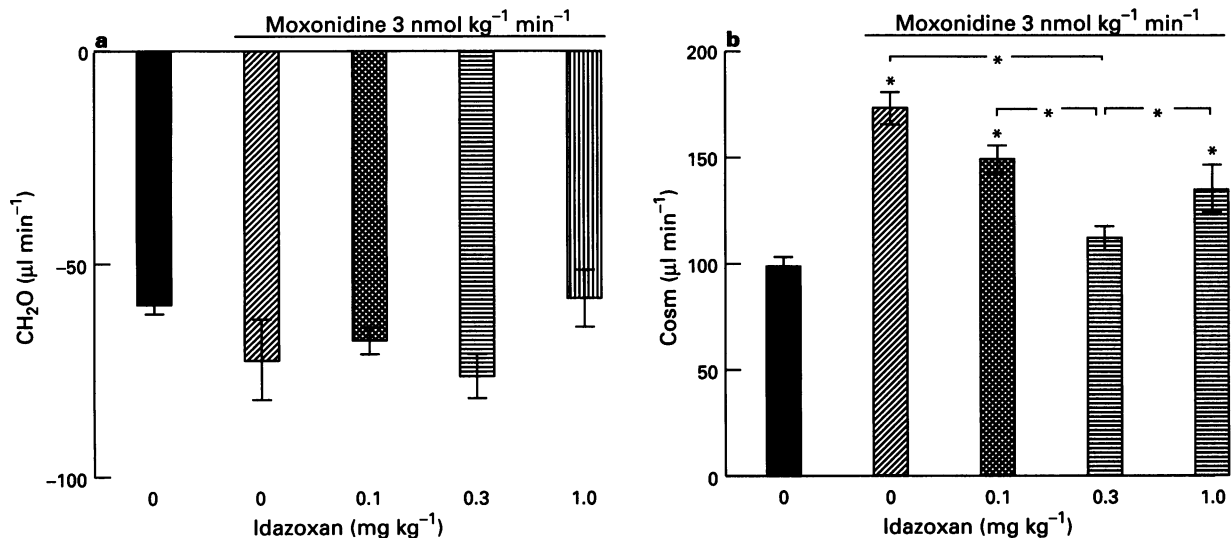 Moxonidine 3 nmol kg⁻¹ min⁻¹
a
0
−50
−100
CH₂O (μl min⁻¹)
0 0 0.1 0.3 1.0
Idazoxan (mg kg⁻¹)
Moxonidine 3 nmol kg⁻¹ min⁻¹
b
200
150
100
50
0
Cosm (μl min⁻¹)
*
* * *
* *
*
0 0 0.1 0.3 1.0
Idazoxan (mg kg⁻¹)